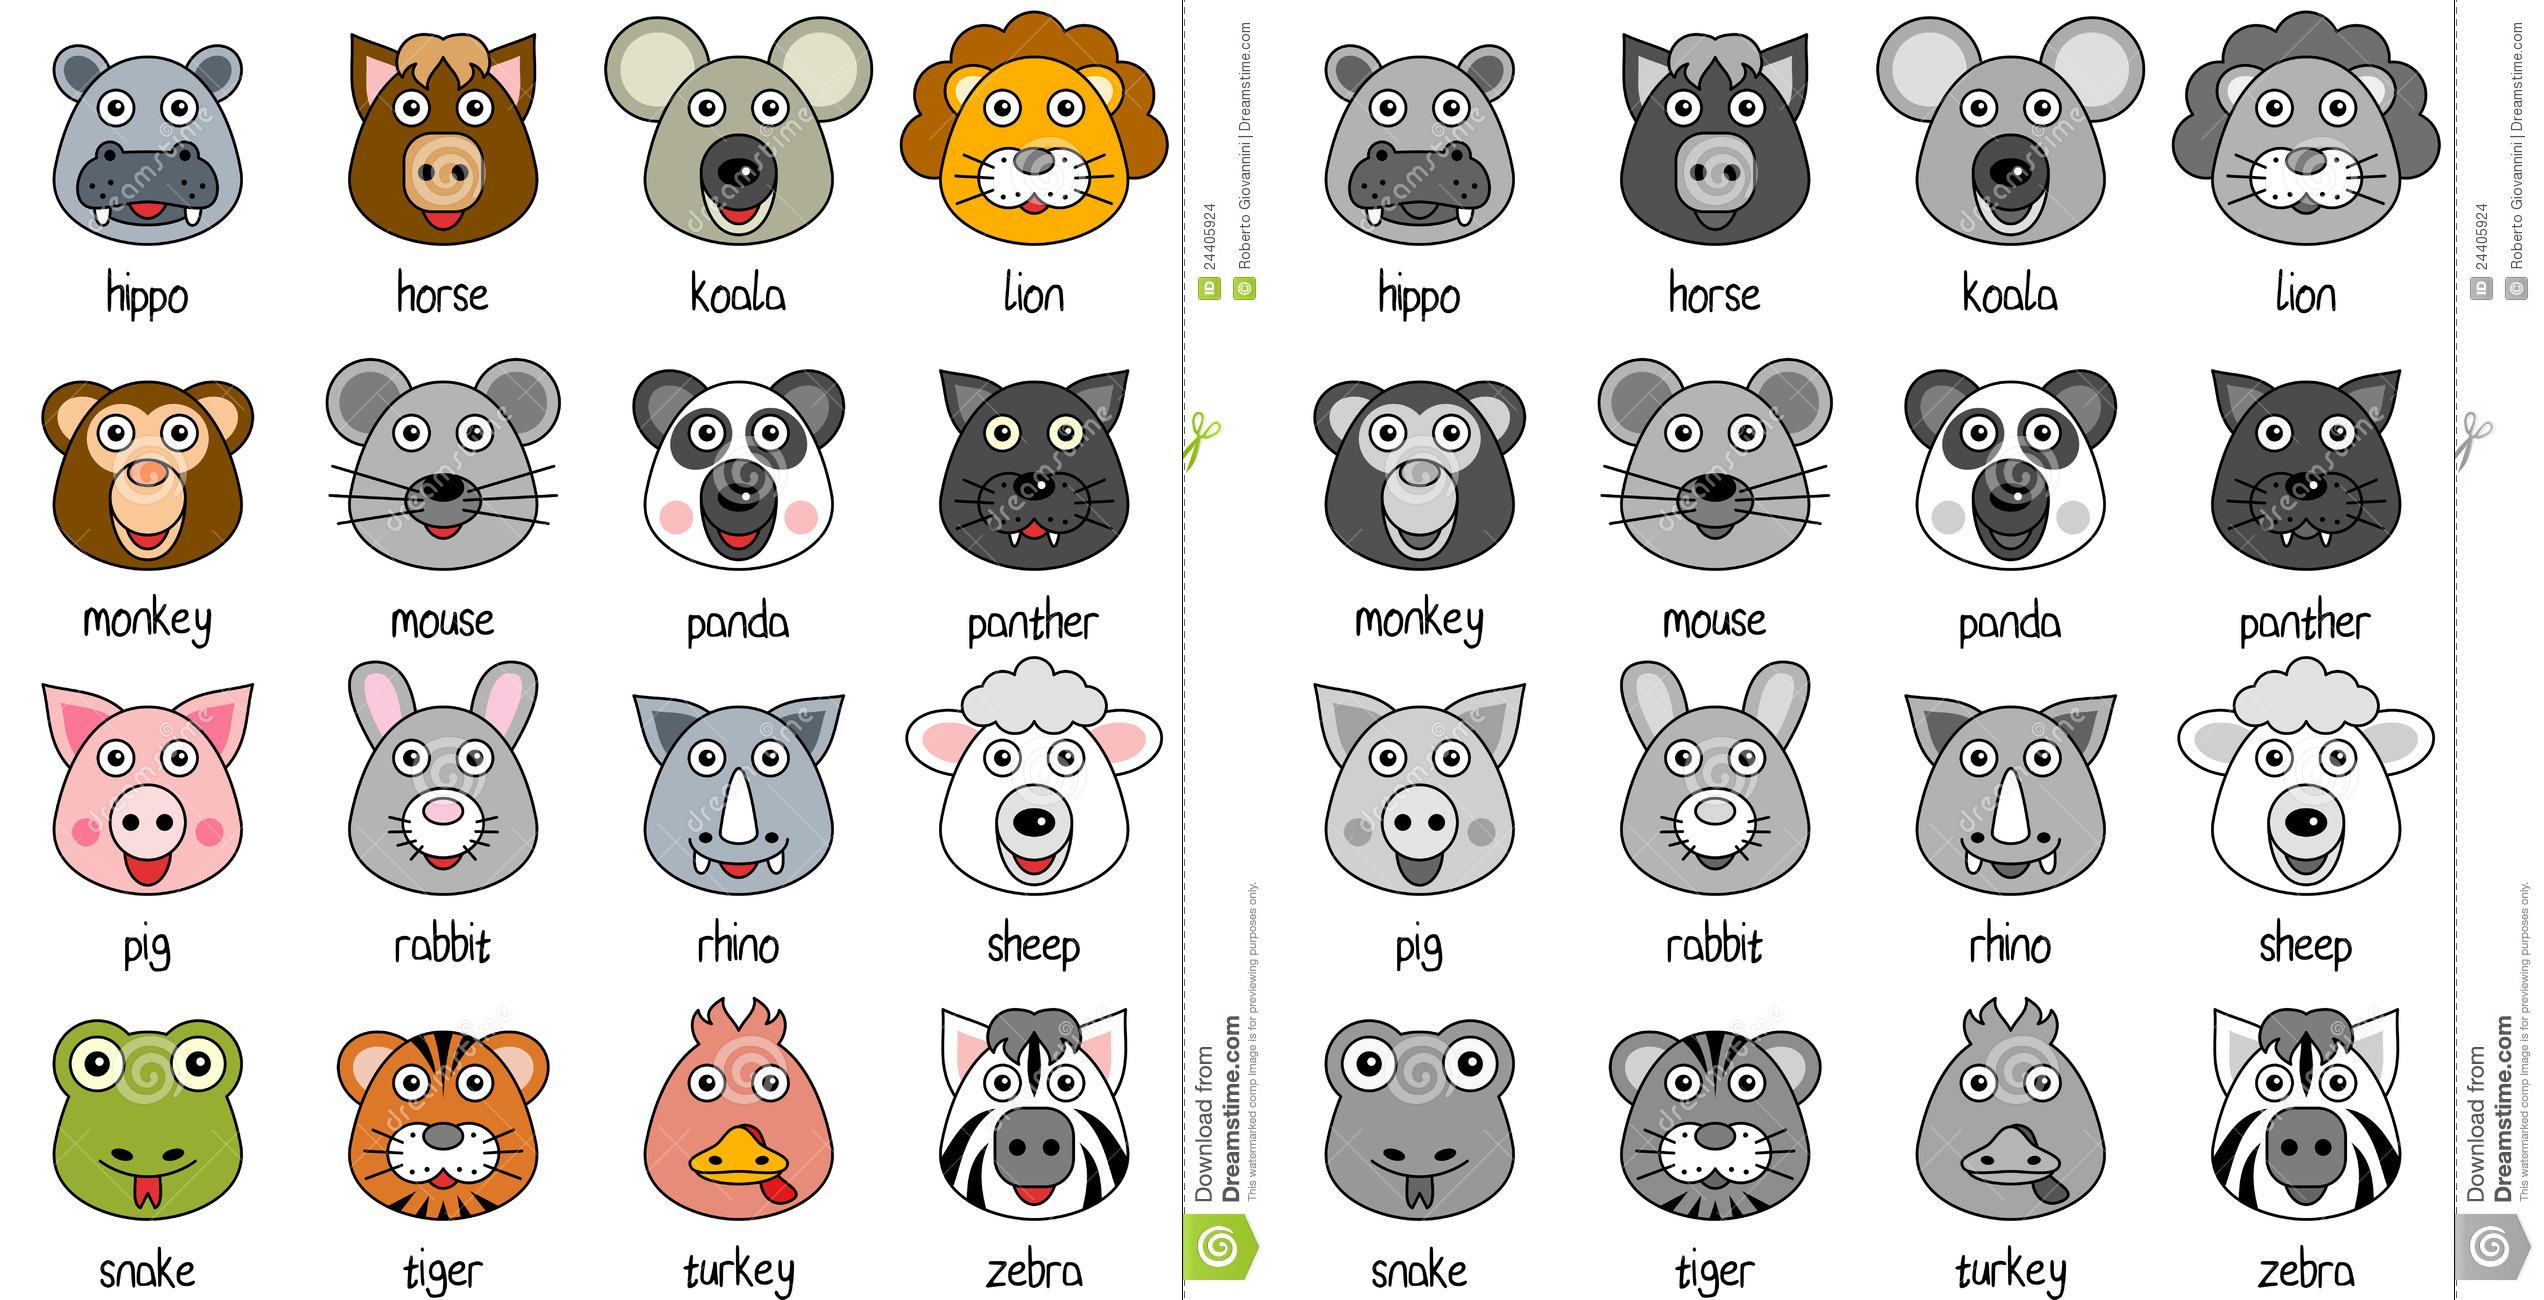 hippo horse koala lion
monkey mouse panda panther
pig rabbit rhino sheep
snake tiger turkey zebra
ID 24405924
© Roberto Giovannini | Dreamstime.com
Download from
Dreamstime.com
This watermarked comp image is for previewing purposes only.
hippo horse koala lion
monkey mouse panda panther
pig rabbit rhino sheep
snake tiger turkey zebra
ID 24405924
© Roberto Giovannini | Dreamstime.com
Download from
Dreamstime.com
This watermarked comp image is for previewing purposes only.
dreamstime